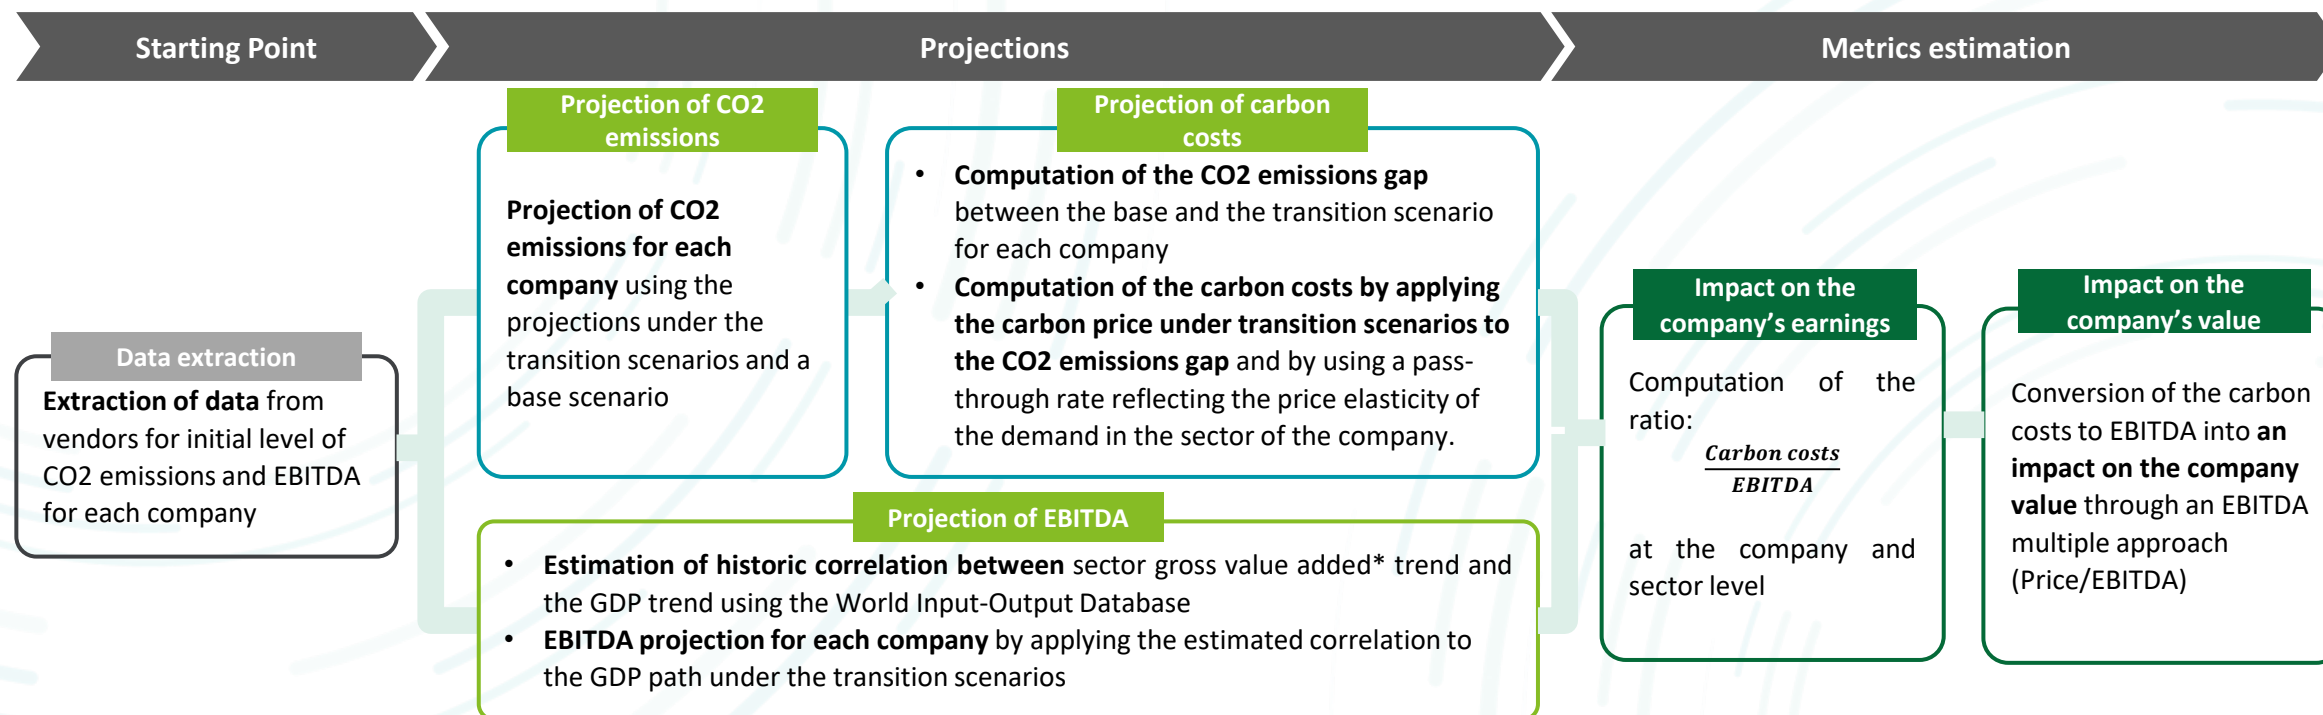 Starting Point
Projections
Metrics estimation
Data extraction
Extraction of data from
vendors for initial level of
CO2 emissions and EBITDA
for each company
Projection of CO2
emissions
Projection of CO2
emissions for each
company using the
projections under the
transition scenarios and a
base scenario
Projection of carbon
costs
• Computation of the CO2 emissions gap
between the base and the transition scenario
for each company
• Computation of the carbon costs by applying
the carbon price under transition scenarios to
the CO2 emissions gap and by using a pass-
through rate reflecting the price elasticity of
the demand in the sector of the company.
Projection of EBITDA
• Estimation of historic correlation between sector gross value added* trend and
the GDP trend using the World Input-Output Database
• EBITDA projection for each company by applying the estimated correlation to
the GDP path under the transition scenarios
Impact on the
company's earnings
Computation of the
ratio:
Carbon costs
EBITDA
at the company and
sector level
Impact on the
company's value
Conversion of the carbon
costs to EBITDA into an
impact on the company
value through an EBITDA
multiple approach
(Price/EBITDA)